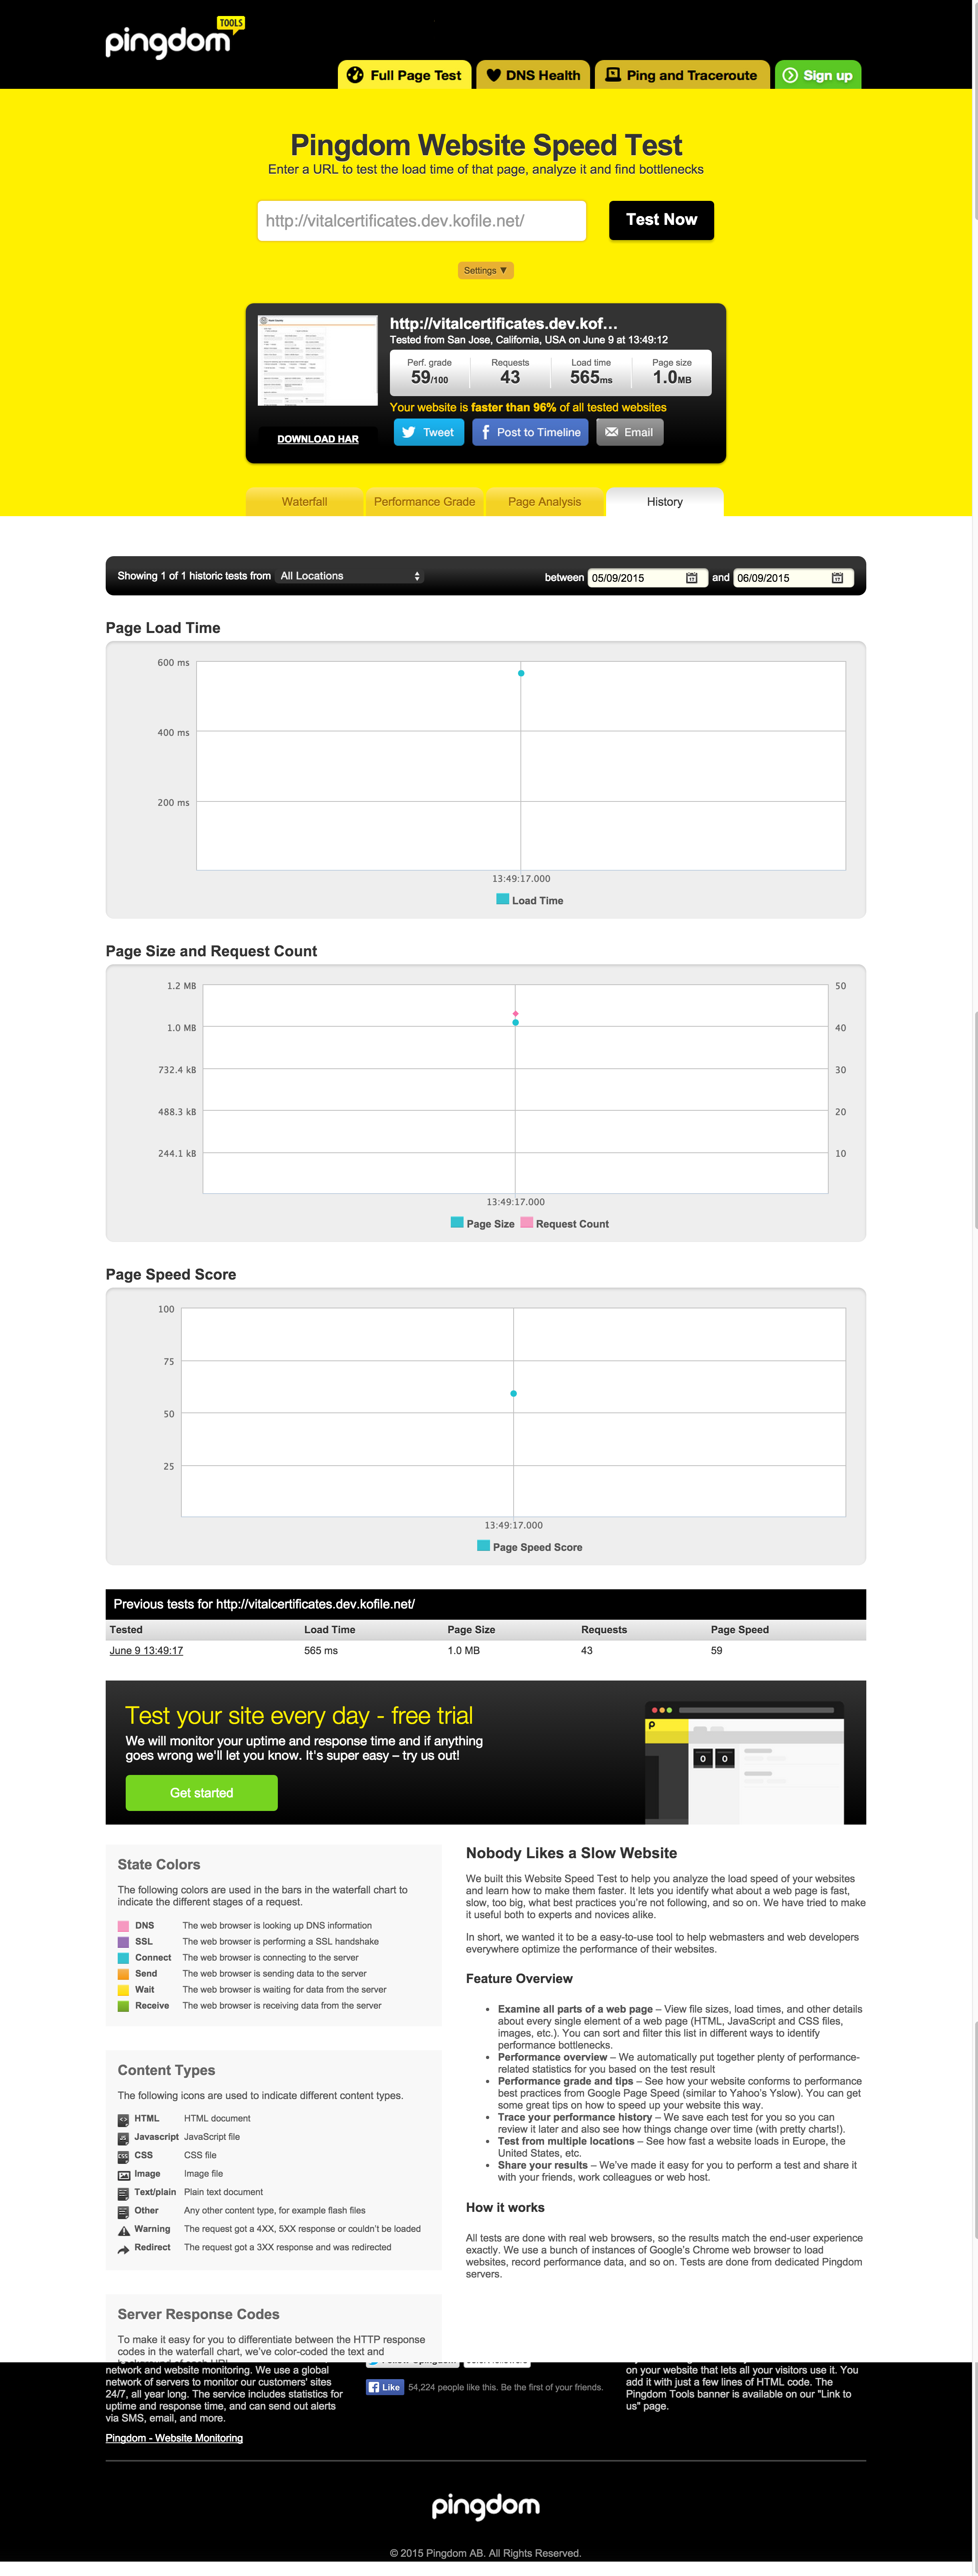 pingdom TOOLS
Full Page Test DNS Health Ping and Traceroute Sign up
Pingdom Website Speed Test
Enter a URL to test the load time of that page, analyze it and find bottlenecks
http://vitalcertificates.dev.kofile.net/ Test Now
Settings ▼
http://vitalcertificates.dev.kof...
Tested from San Jose, California, USA on June 9 at 13:49:12
Perf. grade Requests Load time Page size
59/100 43 565ms 1.0MB
Your website is faster than 96% of all tested websites
DOWNLOAD HAR Tweet Post to Timeline Email
Waterfall Performance Grade Page Analysis History
Showing 1 of 1 historic tests from All Locations between 05/09/2015 and 06/09/2015
Page Load Time
600 ms
400 ms
200 ms
13:49:17.000
Load Time
Page Size and Request Count
1.2 MB 50
1.0 MB 40
732.4 kB 30
488.3 kB 20
244.1 kB 10
13:49:17.000
Page Size Request Count
Page Speed Score
100
75
50
25
13:49:17.000
Page Speed Score
Previous tests for http://vitalcertificates.dev.kofile.net/
Tested Load Time Page Size Requests Page Speed
June 9 13:49:17 565 ms 1.0 MB 43 59
Test your site every day - free trial
We will monitor your uptime and response time and if anything
goes wrong we'll let you know. It's super easy – try us out!
Get started
P
0 0
State Colors
The following colors are used in the bars in the waterfall chart to
indicate the different stages of a request.
DNS The web browser is looking up DNS information
SSL The web browser is performing a SSL handshake
Connect The web browser is connecting to the server
Send The web browser is sending data to the server
Wait The web browser is waiting for data from the server
Receive The web browser is receiving data from the server
Content Types
The following icons are used to indicate different content types.
HTML HTML document
Javascript JavaScript file
CSS CSS file
Image Image file
Text/plain Plain text document
Other Any other content type, for example flash files
Warning The request got a 4XX, 5XX response or couldn't be loaded
Redirect The request got a 3XX response and was redirected
Server Response Codes
To make it easy for you to differentiate between the HTTP response
codes in the waterfall chart, we've color-coded the text and
Nobody Likes a Slow Website
We built this Website Speed Test to help you analyze the load speed of your websites
and learn how to make them faster. It lets you identify what about a web page is fast,
slow, too big, what best practices you're not following, and so on. We have tried to make
it useful both to experts and novices alike.
In short, we wanted it to be a easy-to-use tool to help webmasters and web developers
everywhere optimize the performance of their websites.
Feature Overview
• Examine all parts of a web page – View file sizes, load times, and other details
about every single element of a web page (HTML, JavaScript and CSS files,
images, etc.). You can sort and filter this list in different ways to identify
performance bottlenecks.
• Performance overview – We automatically put together plenty of performance-
related statistics for you based on the test result
• Performance grade and tips – See how your website conforms to performance
best practices from Google Page Speed (similar to Yahoo's Yslow). You can get
some great tips on how to speed up your website this way.
• Trace your performance history – We save each test for you so you can
review it later and also see how things change over time (with pretty charts!).
• Test from multiple locations – See how fast a website loads in Europe, the
United States, etc.
• Share your results – We've made it easy for you to perform a test and share it
with your friends, work colleagues or web host.
How it works
All tests are done with real web browsers, so the results match the end-user experience
exactly. We use a bunch of instances of Google's Chrome web browser to load
websites, record performance data, and so on. Tests are done from dedicated Pingdom
servers.
network and website monitoring. We use a global
network of servers to monitor our customers' sites
24/7, all year long. The service includes statistics for
uptime and response time, and can send out alerts
via SMS, email, and more.
Pingdom - Website Monitoring
Like 54,224 people like this. Be the first of your friends.
on your website that lets all your visitors use it. You
add it with just a few lines of HTML code. The
Pingdom Tools banner is available on our "Link to
us" page.
pingdom
© 2015 Pingdom AB. All Rights Reserved.